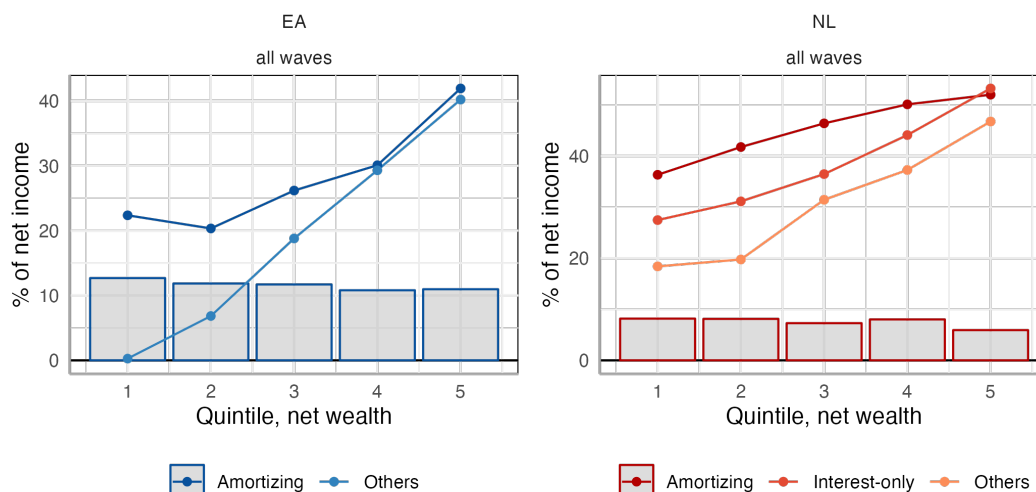 EA
all waves
% of net income
40
30
20
10
0
1 2 3 4 5
Quintile, net wealth
Amortizing Others
NL
all waves
% of net income
40
20
0
1 2 3 4 5
Quintile, net wealth
Amortizing Interest-only Others